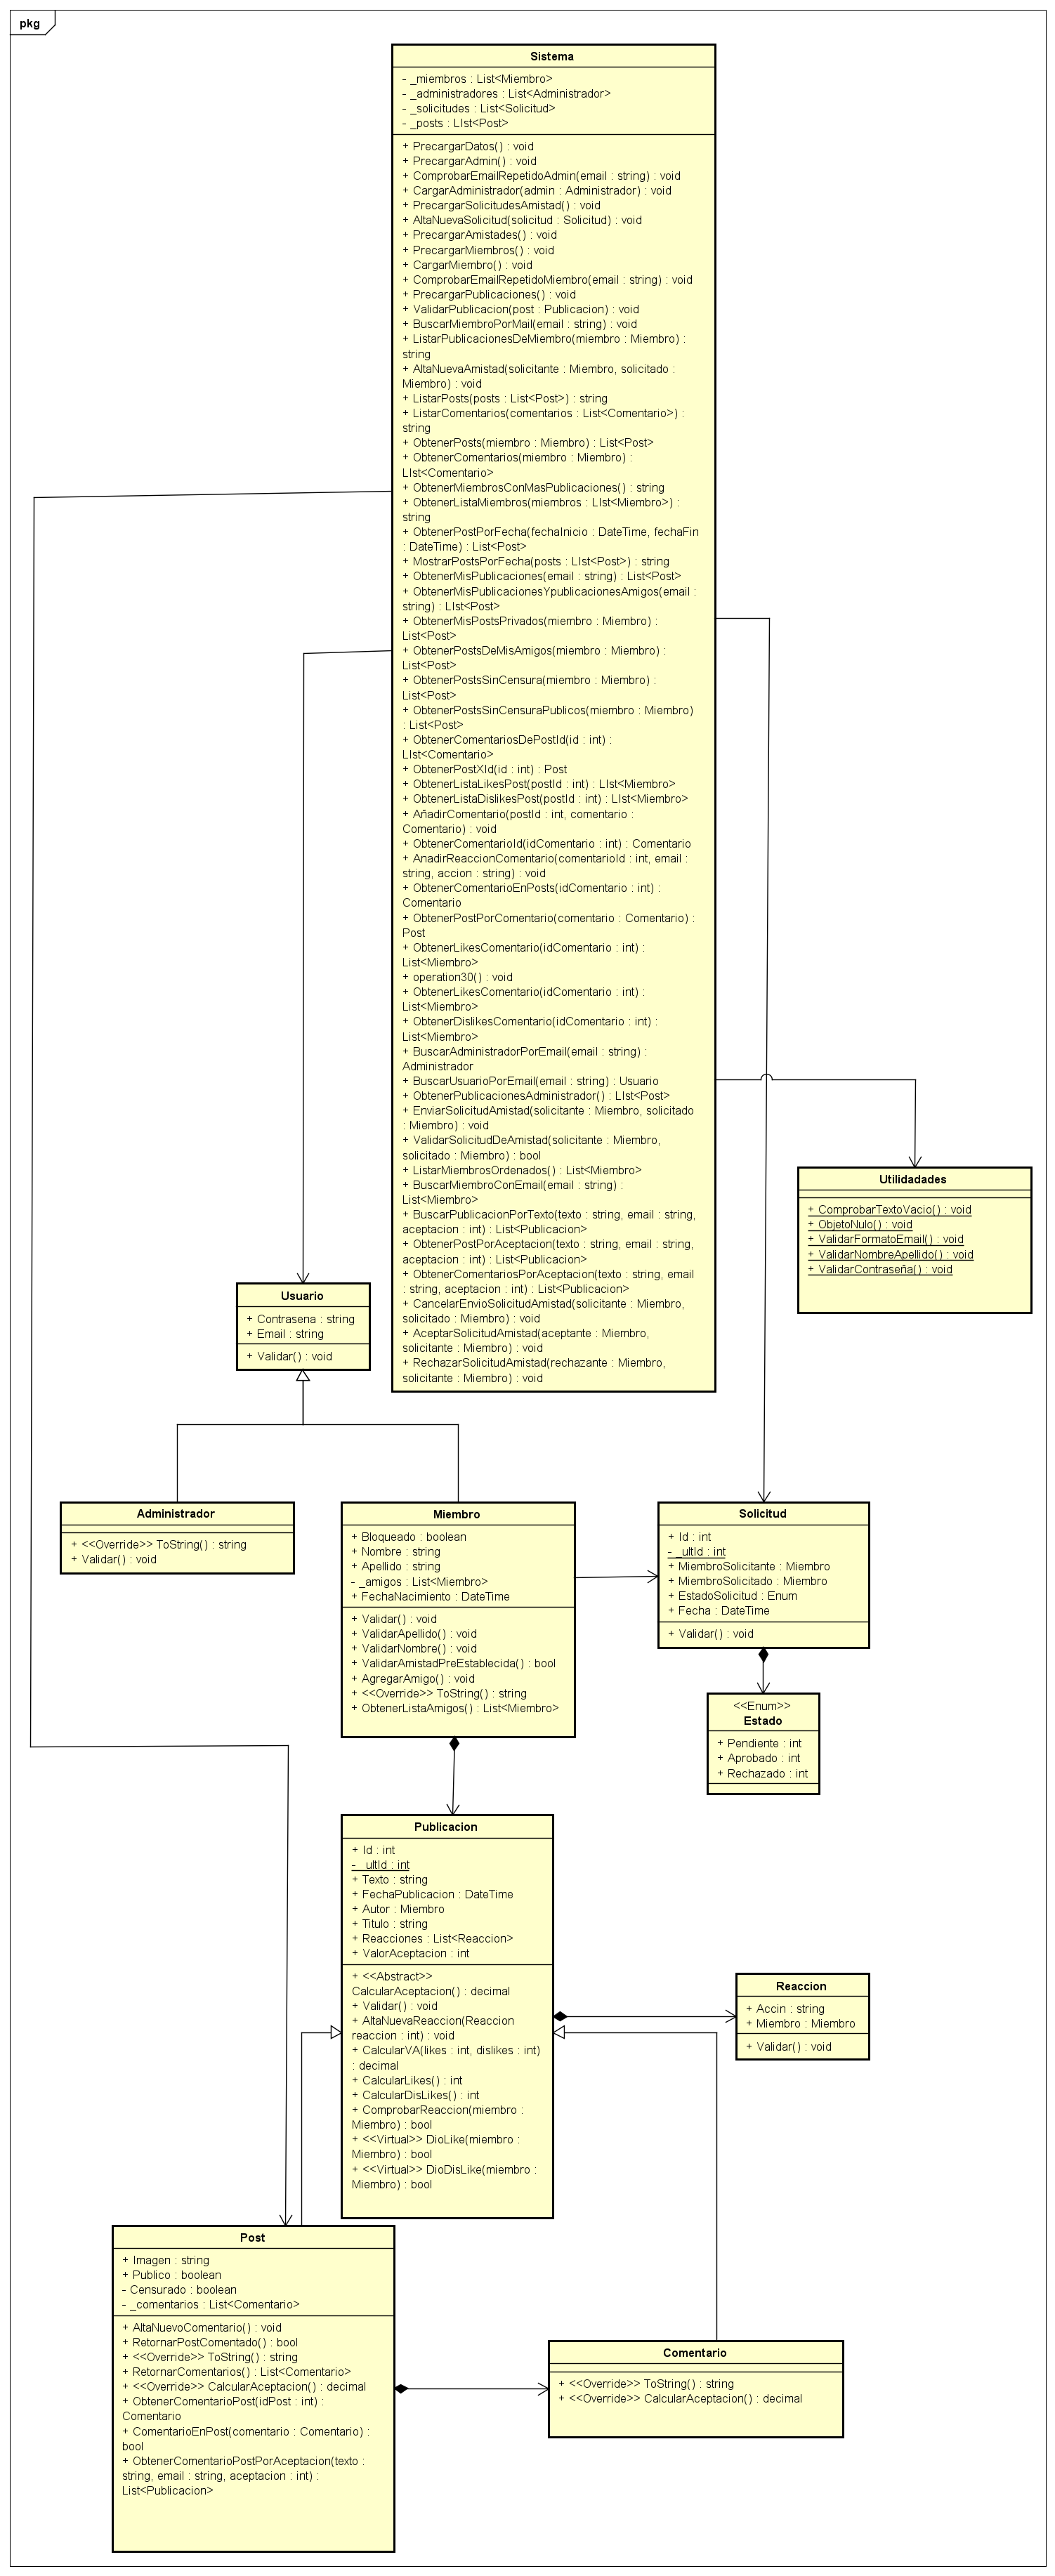 pkg
Sistema
- _miembros : List<Miembro>
- _administradores : List<Administrador>
- _solicitudes : List<Solicitud>
- _posts : LIst<Post>
+ PrecargarDatos() : void
+ PrecargarAdmin() : void
+ ComprobarEmailRepetidoAdmin(email : string) : void
+ CargarAdministrador(admin : Administrador) : void
+ PrecargarSolicitudesAmistad() : void
+ AltaNuevaSolicitud(solicitud : Solicitud) : void
+ PrecargarAmistades() : void
+ PrecargarMiembros() : void
+ CargarMiembro() : void
+ ComprobarEmailRepetidoMiembro(email : string) : void
+ PrecargarPublicaciones() : void
+ ValidarPublicacion(post : Publicacion) : void
+ BuscarMiembroPorMail(email : string) : void
+ ListarPublicacionesDeMiembro(miembro : Miembro) :
string
+ AltaNuevaAmistad(solicitante : Miembro, solicitado :
Miembro) : void
+ ListarPosts(posts : List<Post>) : string
+ ListarComentarios(comentarios : List<Comentario>) :
string
+ ObtenerPosts(miembro : Miembro) : List<Post>
+ ObtenerComentarios(miembro : Miembro) :
LIst<Comentario>
+ ObtenerMiembrosConMasPublicaciones() : string
+ ObtenerListaMiembros(miembros : LIst<Miembro>) :
string
+ ObtenerPostPorFecha(fechaInicio : DateTime, fechaFin
: DateTime) : List<Post>
+ MostrarPostsPorFecha(posts : LIst<Post>) : string
+ ObtenerMisPublicaciones(email : string) : List<Post>
+ ObtenerMisPublicacionesYpublicacionesAmigos(email :
string) : LIst<Post>
+ ObtenerMisPostsPrivados(miembro : Miembro) :
List<Post>
+ ObtenerPostsDeMisAmigos(miembro : Miembro) :
List<Post>
+ ObtenerPostsSinCensura(miembro : Miembro) :
List<Post>
+ ObtenerPostsSinCensuraPublicos(miembro : Miembro)
: List<Post>
+ ObtenerComentariosDePostId(id : int) :
LIst<Comentario>
+ ObtenerPostXId(id : int) : Post
+ ObtenerListaLikesPost(postId : int) : LIst<Miembro>
+ ObtenerListaDislikesPost(postId : int) : LIst<Miembro>
+ AñadirComentario(postId : int, comentario :
Comentario) : void
+ ObtenerComentarioId(idComentario : int) : Comentario
+ AnadirReaccionComentario(comentarioId : int, email :
string, accion : string) : void
+ ObtenerComentarioEnPosts(idComentario : int) :
Comentario
+ ObtenerPostPorComentario(comentario : Comentario) :
Post
+ ObtenerLikesComentario(idComentario : int) :
List<Miembro>
+ operation30() : void
+ ObtenerLikesComentario(idComentario : int) :
List<Miembro>
+ ObtenerDislikesComentario(idComentario : int) :
List<Miembro>
+ BuscarAdministradorPorEmail(email : string) :
Administrador
+ BuscarUsuarioPorEmail(email : string) : Usuario
+ ObtenerPublicacionesAdministrador() : LIst<Post>
+ EnviarSolicitudAmistad(solicitante : Miembro, solicitado
: Miembro) : void
+ ValidarSolicitudDeAmistad(solicitante : Miembro,
solicitado : Miembro) : bool
+ ListarMiembrosOrdenados() : List<Miembro>
+ BuscarMiembroConEmail(email : string) :
List<Miembro>
+ BuscarPublicacionPorTexto(texto : string, email : string,
aceptacion : int) : List<Publicacion>
+ ObtenerPostPorAceptacion(texto : string, email : string,
aceptacion : int) : List<Publicacion>
+ ObtenerComentariosPorAceptacion(texto : string, email
: string, aceptacion : int) : List<Publicacion>
+ CancelarEnvioSolicitudAmistad(solicitante : Miembro,
solicitado : Miembro) : void
+ AceptarSolicitudAmistad(aceptante : Miembro,
solicitante : Miembro) : void
+ RechazarSolicitudAmistad(rechazante : Miembro,
solicitante : Miembro) : void
Utilidadades
+ ComprobarTextoVacio() : void
+ ObjetoNulo() : void
+ ValidarFormatoEmail() : void
+ ValidarNombreApellido() : void
+ ValidarContraseña() : void
Usuario
+ Contrasena : string
+ Email : string
+ Validar() : void
Administrador
+ <<Override>> ToString() : string
+ Validar() : void
Miembro
+ Bloqueado : boolean
+ Nombre : string
+ Apellido : string
- _amigos : List<Miembro>
+ FechaNacimiento : DateTime
+ Validar() : void
+ ValidarApellido() : void
+ ValidarNombre() : void
+ ValidarAmistadPreEstablecida() : bool
+ AgregarAmigo() : void
+ <<Override>> ToString() : string
+ ObtenerListaAmigos() : List<Miembro>
Solicitud
+ Id : int
- _ultId : int
+ MiembroSolicitante : Miembro
+ MiembroSolicitado : Miembro
+ EstadoSolicitud : Enum
+ Fecha : DateTime
+ Validar() : void
<<Enum>>
Estado
+ Pendiente : int
+ Aprobado : int
+ Rechazado : int
Publicacion
+ Id : int
- _ultId : int
+ Texto : string
+ FechaPublicacion : DateTime
+ Autor : Miembro
+ Titulo : string
+ Reacciones : List<Reaccion>
+ ValorAceptacion : int
+ <<Abstract>>
CalcularAceptacion() : decimal
+ Validar() : void
+ AltaNuevaReaccion(Reaccion
reaccion : int) : void
+ CalcularVA(likes : int, dislikes : int)
: decimal
+ CalcularLikes() : int
+ CalcularDisLikes() : int
+ ComprobarReaccion(miembro :
Miembro) : bool
+ <<Virtual>> DioLike(miembro :
Miembro) : bool
+ <<Virtual>> DioDisLike(miembro :
Miembro) : bool
Reaccion
+ Accin : string
+ Miembro : Miembro
+ Validar() : void
Post
+ Imagen : string
+ Publico : boolean
- Censurado : boolean
- _comentarios : List<Comentario>
+ AltaNuevoComentario() : void
+ RetornarPostComentado() : bool
+ <<Override>> ToString() : string
+ RetornarComentarios() : List<Comentario>
+ <<Override>> CalcularAceptacion() : decimal
+ ObtenerComentarioPost(idPost : int) :
Comentario
+ ComentarioEnPost(comentario : Comentario) :
bool
+ ObtenerComentarioPostPorAceptacion(texto :
string, email : string, aceptacion : int) :
List<Publicacion>
Comentario
+ <<Override>> ToString() : string
+ <<Override>> CalcularAceptacion() : decimal